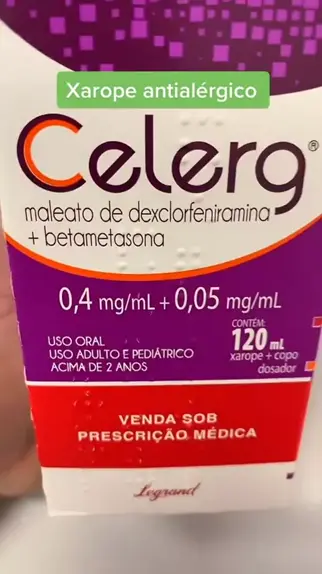 Xarope antialérgico
Celerg®
maleato de dexclorfeniramina
+ betametasona
0,4 mg/mL + 0,05 mg/mL
USO ORAL
USO ADULTO E PEDIÁTRICO
ACIMA DE 2 ANOS
CONTÉM:
120 mL
xarope + copo
dosador
VENDA SOB
PRESCRIÇÃO MÉDICA
Legrand